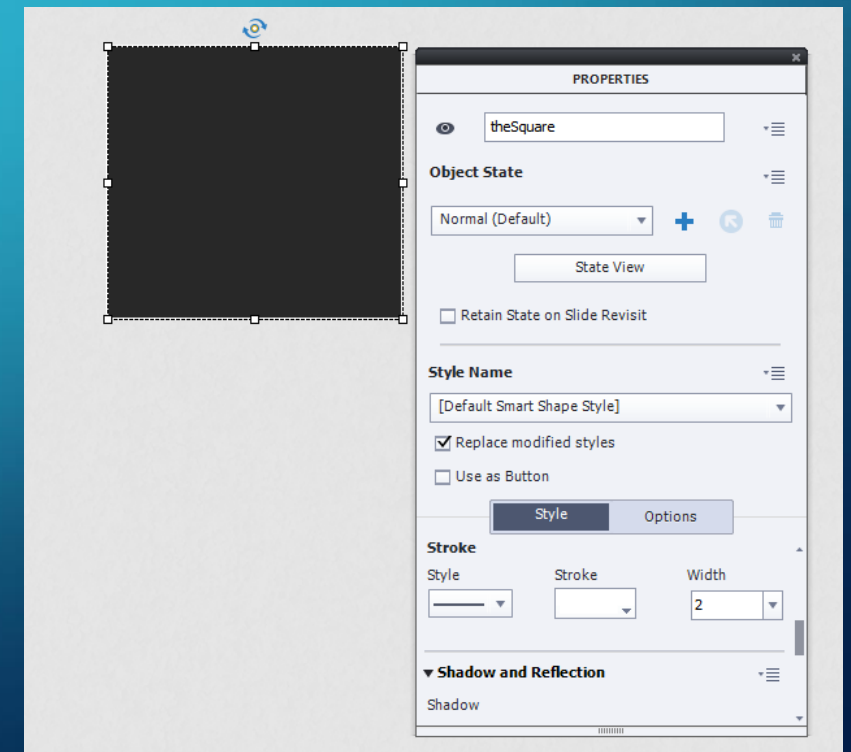 PROPERTIES
theSquare
Object State
Normal (Default)
State View
Retain State on Slide Revisit
Style Name
[Default Smart Shape Style]
Replace modified styles
Use as Button
Style Options
Stroke
Style Stroke Width
2
Shadow and Reflection
Shadow